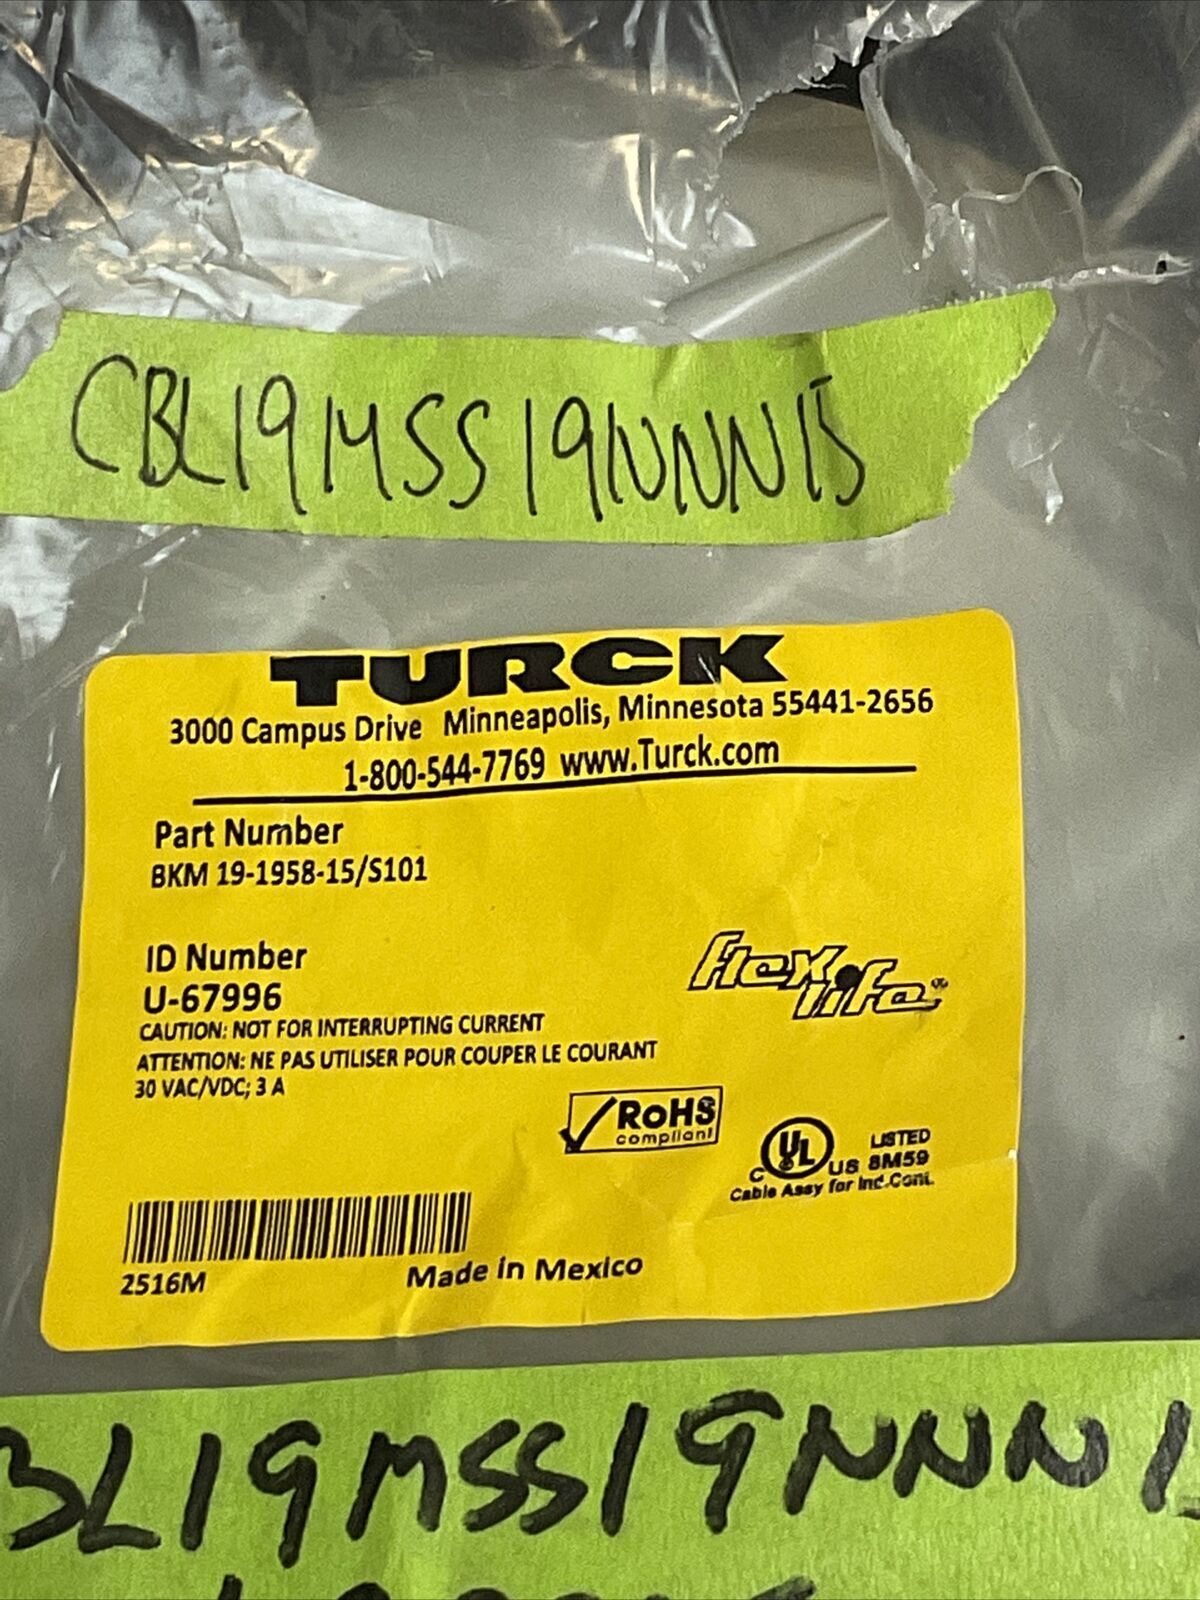 CBL19MSS19NNN15
TURCK
3000 Campus Drive Minneapolis, Minnesota 55441-2656
1-800-544-7769 www.Turck.com
Part Number
BKM 19-1958-15/S101
ID Number
U-67996
flexlife®
CAUTION: NOT FOR INTERRUPTING CURRENT
ATTENTION: NE PAS UTILISER POUR COUPER LE COURANT
30 VAC/VDC; 3 A
RoHS
compliant
C UL US LISTED
8M59
Cable Assy for Ind.Cont.
2516M
Made in Mexico
BL19MSS19NNN1